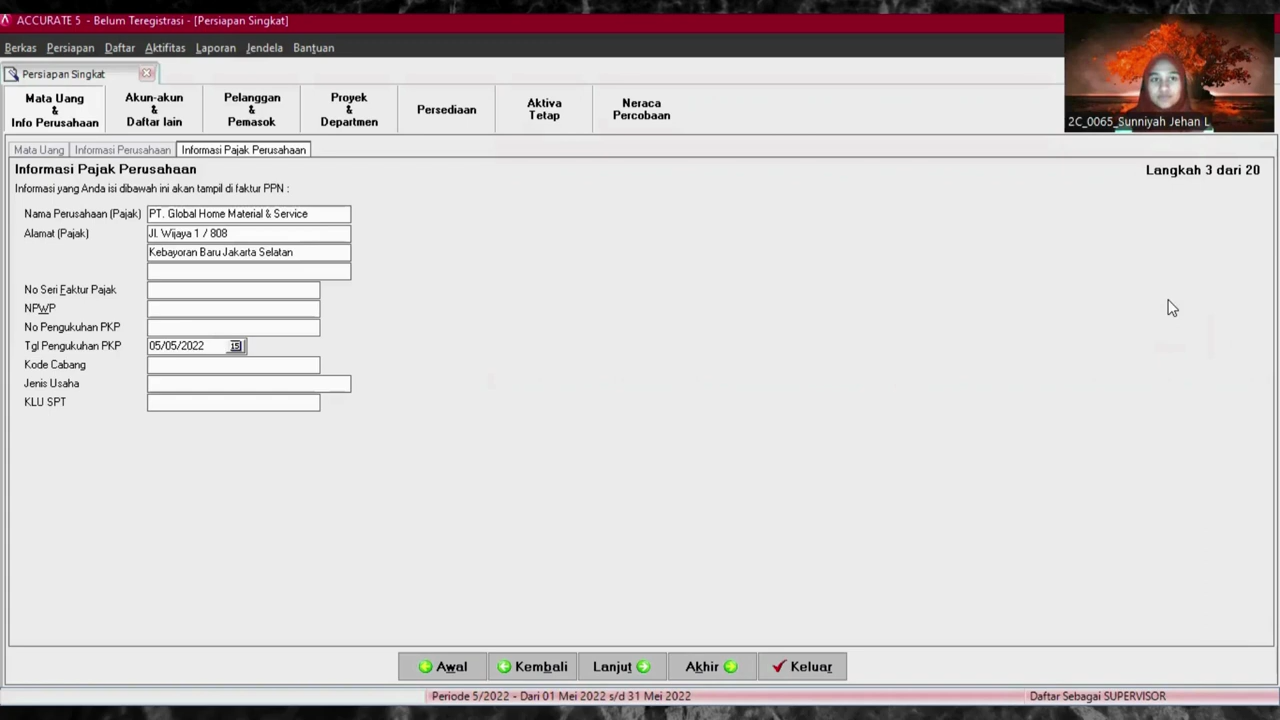 ACCURATE 5 - Belum Teregistrasi - [Persiapan Singkat]
Berkas Persiapan Daftar Aktifitas Laporan Jendela Bantuan
Persiapan Singkat
Mata Uang & Info Perusahaan
Akun-akun & Daftar lain
Pelanggan & Pemasok
Proyek & Departmen
Persediaan
Aktiva Tetap
Neraca Percobaan
2C_0065_Sunniyah Jehan L
Mata Uang Informasi Perusahaan Informasi Pajak Perusahaan
Informasi Pajak Perusahaan
Langkah 3 dari 20
Informasi yang Anda isi dibawah ini akan tampil di faktur PPN :
Nama Perusahaan (Pajak) PT. Global Home Material & Service
Alamat (Pajak) Jl. Wijaya 1 / 808
Kebayoran Baru Jakarta Selatan
No Seri Faktur Pajak
NPWP
No Pengukuhan PKP
Tgl Pengukuhan PKP 05/05/2022 15
Kode Cabang
Jenis Usaha
KLU SPT
Awal Kembali Lanjut Akhir Keluar
Periode 5/2022 - Dari 01 Mei 2022 s/d 31 Mei 2022
Daftar Sebagai SUPERVISOR